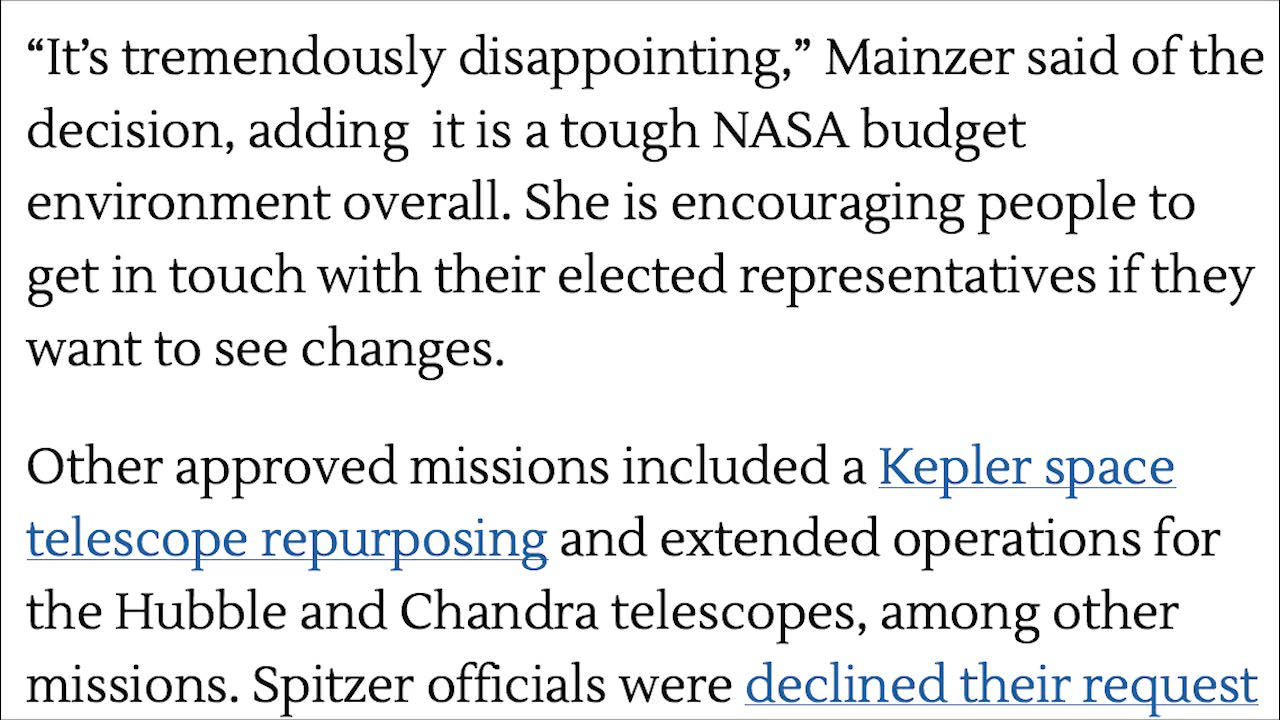 “It’s tremendously disappointing,” Mainzer said of the
decision, adding  it is a tough NASA budget
environment overall. She is encouraging people to
get in touch with their elected representatives if they
want to see changes.
Other approved missions included a Kepler space
telescope repurposing and extended operations for
the Hubble and Chandra telescopes, among other
missions. Spitzer officials were declined their request